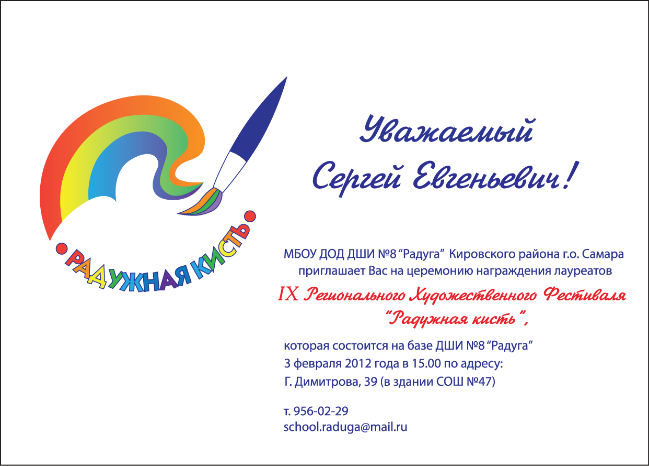 • РАДУЖНАЯ КИСТЬ •
Уважаемый
Сергей Евгеньевич!
МБОУ ДОД ДШИ №8 “Радуга” Кировского района г.о. Самара
приглашает Вас на церемонию награждения лауреатов
IX Регионального Художественного Фестиваля
“Радужная кисть”,
которая состоится на базе ДШИ №8 “Радуга”
3 февраля 2012 года в 15.00 по адресу:
Г. Димитрова, 39 (в здании СОШ №47)
т. 956-02-29
school.raduga@mail.ru